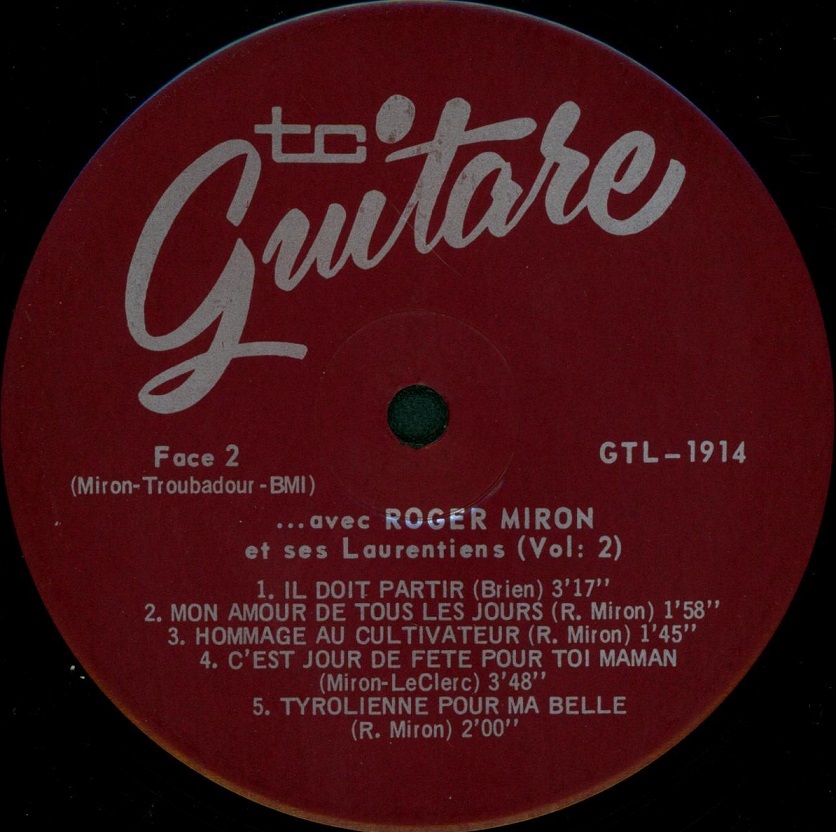 tc
Guitare
Face 2
GTL-1914
(Miron-Troubadour-BMI)
...avec ROGER MIRON
et ses Laurentiens (Vol: 2)
1. IL DOIT PARTIR (Brien) 3'17''
2. MON AMOUR DE TOUS LES JOURS (R. Miron) 1'58''
3. HOMMAGE AU CULTIVATEUR (R. Miron) 1'45''
4. C'EST JOUR DE FETE POUR TOI MAMAN
(Miron-LeClerc) 3'48''
5. TYROLIENNE POUR MA BELLE
(R. Miron) 2'00''